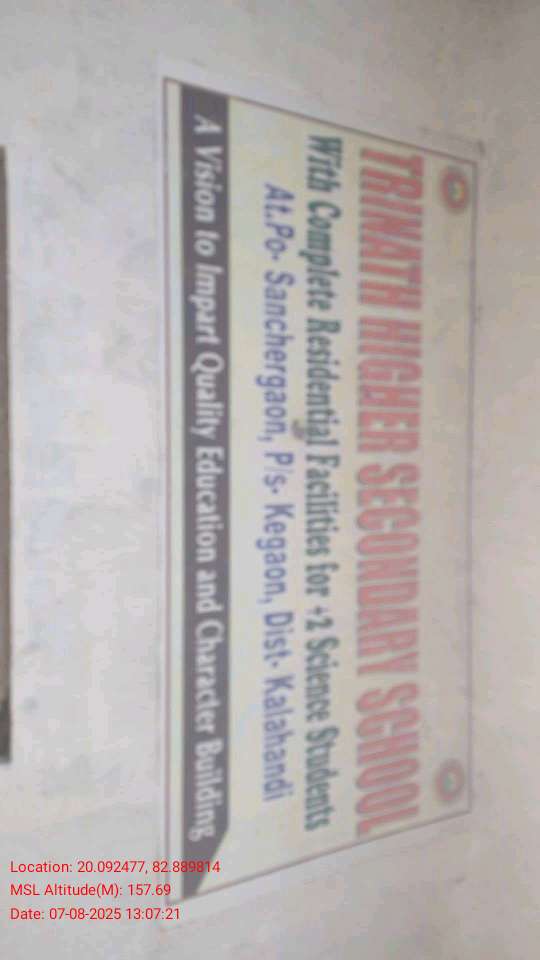 TRINATH HIGHER SECONDARY SCHOOL
With Complete Residential Facilities for +2 Science Students
At.Po- Sanchergaon, P/s- Kegaon, Dist- Kalahandi
A Vision to Impart Quality Education and Character Building
Location: 20.092477, 82.889814
MSL Altitude(M): 157.69
Date: 07-08-2025 13:07:21